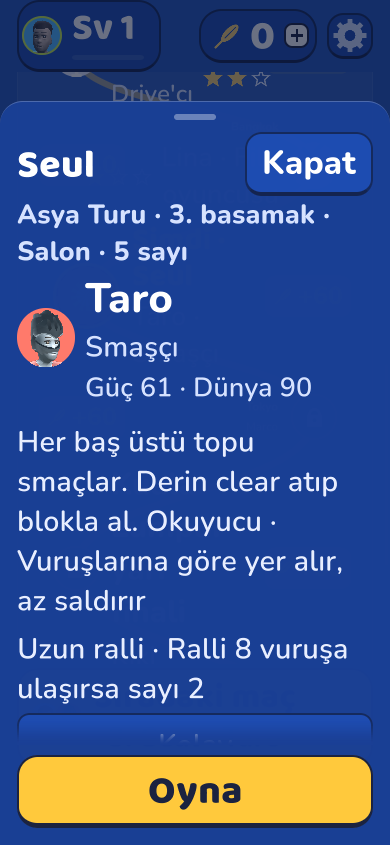 Sv 1
0
Drive'cı
Seul
Kapat
Asya Turu · 3. basamak ·
Salon · 5 sayı
Taro
Smaşçı
Güç 61 · Dünya 90
Her baş üstü topu
smaçlar. Derin clear atıp
blokla al. Okuyucu ·
Vuruşlarına göre yer alır,
az saldırır
Uzun ralli · Ralli 8 vuruşa
ulaşırsa sayı 2
Oyna